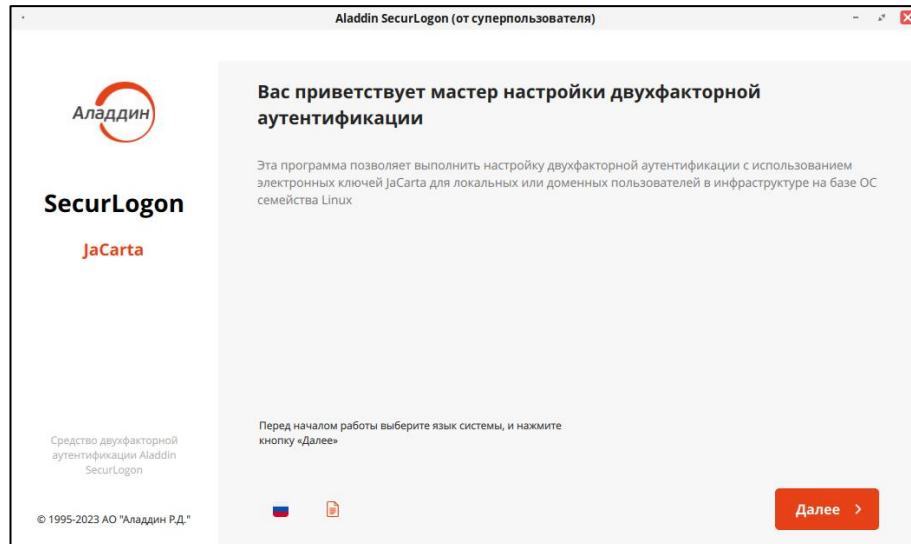 Aladdin SecurLogon (от суперпользователя)
Аладдин
SecurLogon
JaCarta
Средство двухфакторной
аутентификации Aladdin
SecurLogon
© 1995-2023 АО "Аладдин Р.Д."
Вас приветствует мастер настройки двухфакторной
аутентификации
Эта программа позволяет выполнить настройку двухфакторной аутентификации с использованием
электронных ключей JaCarta для локальных или доменных пользователей в инфраструктуре на базе ОС
семейства Linux
Перед началом работы выберите язык системы, и нажмите
кнопку «Далее»
Далее